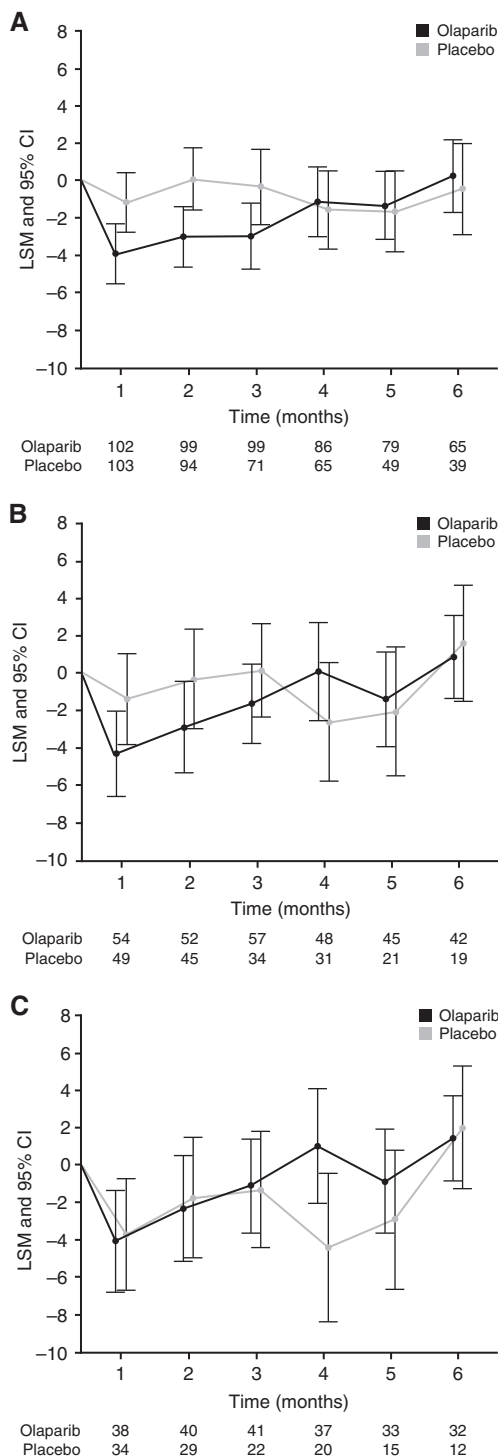 A
8
Olaparib
Placebo
6
4
2
0
−2
−4
−6
−8
−10
LSM and 95% CI
1 2 3 4 5 6
Time (months)
Olaparib 102 99 99 86 79 65
Placebo 103 94 71 65 49 39
B
8
Olaparib
Placebo
6
4
2
0
−2
−4
−6
−8
−10
LSM and 95% CI
1 2 3 4 5 6
Time (months)
Olaparib 54 52 57 48 45 42
Placebo 49 45 34 31 21 19
C
8
Olaparib
Placebo
6
4
2
0
−2
−4
−6
−8
−10
LSM and 95% CI
1 2 3 4 5 6
Time (months)
Olaparib 38 40 41 37 33 32
Placebo 34 29 22 20 15 12